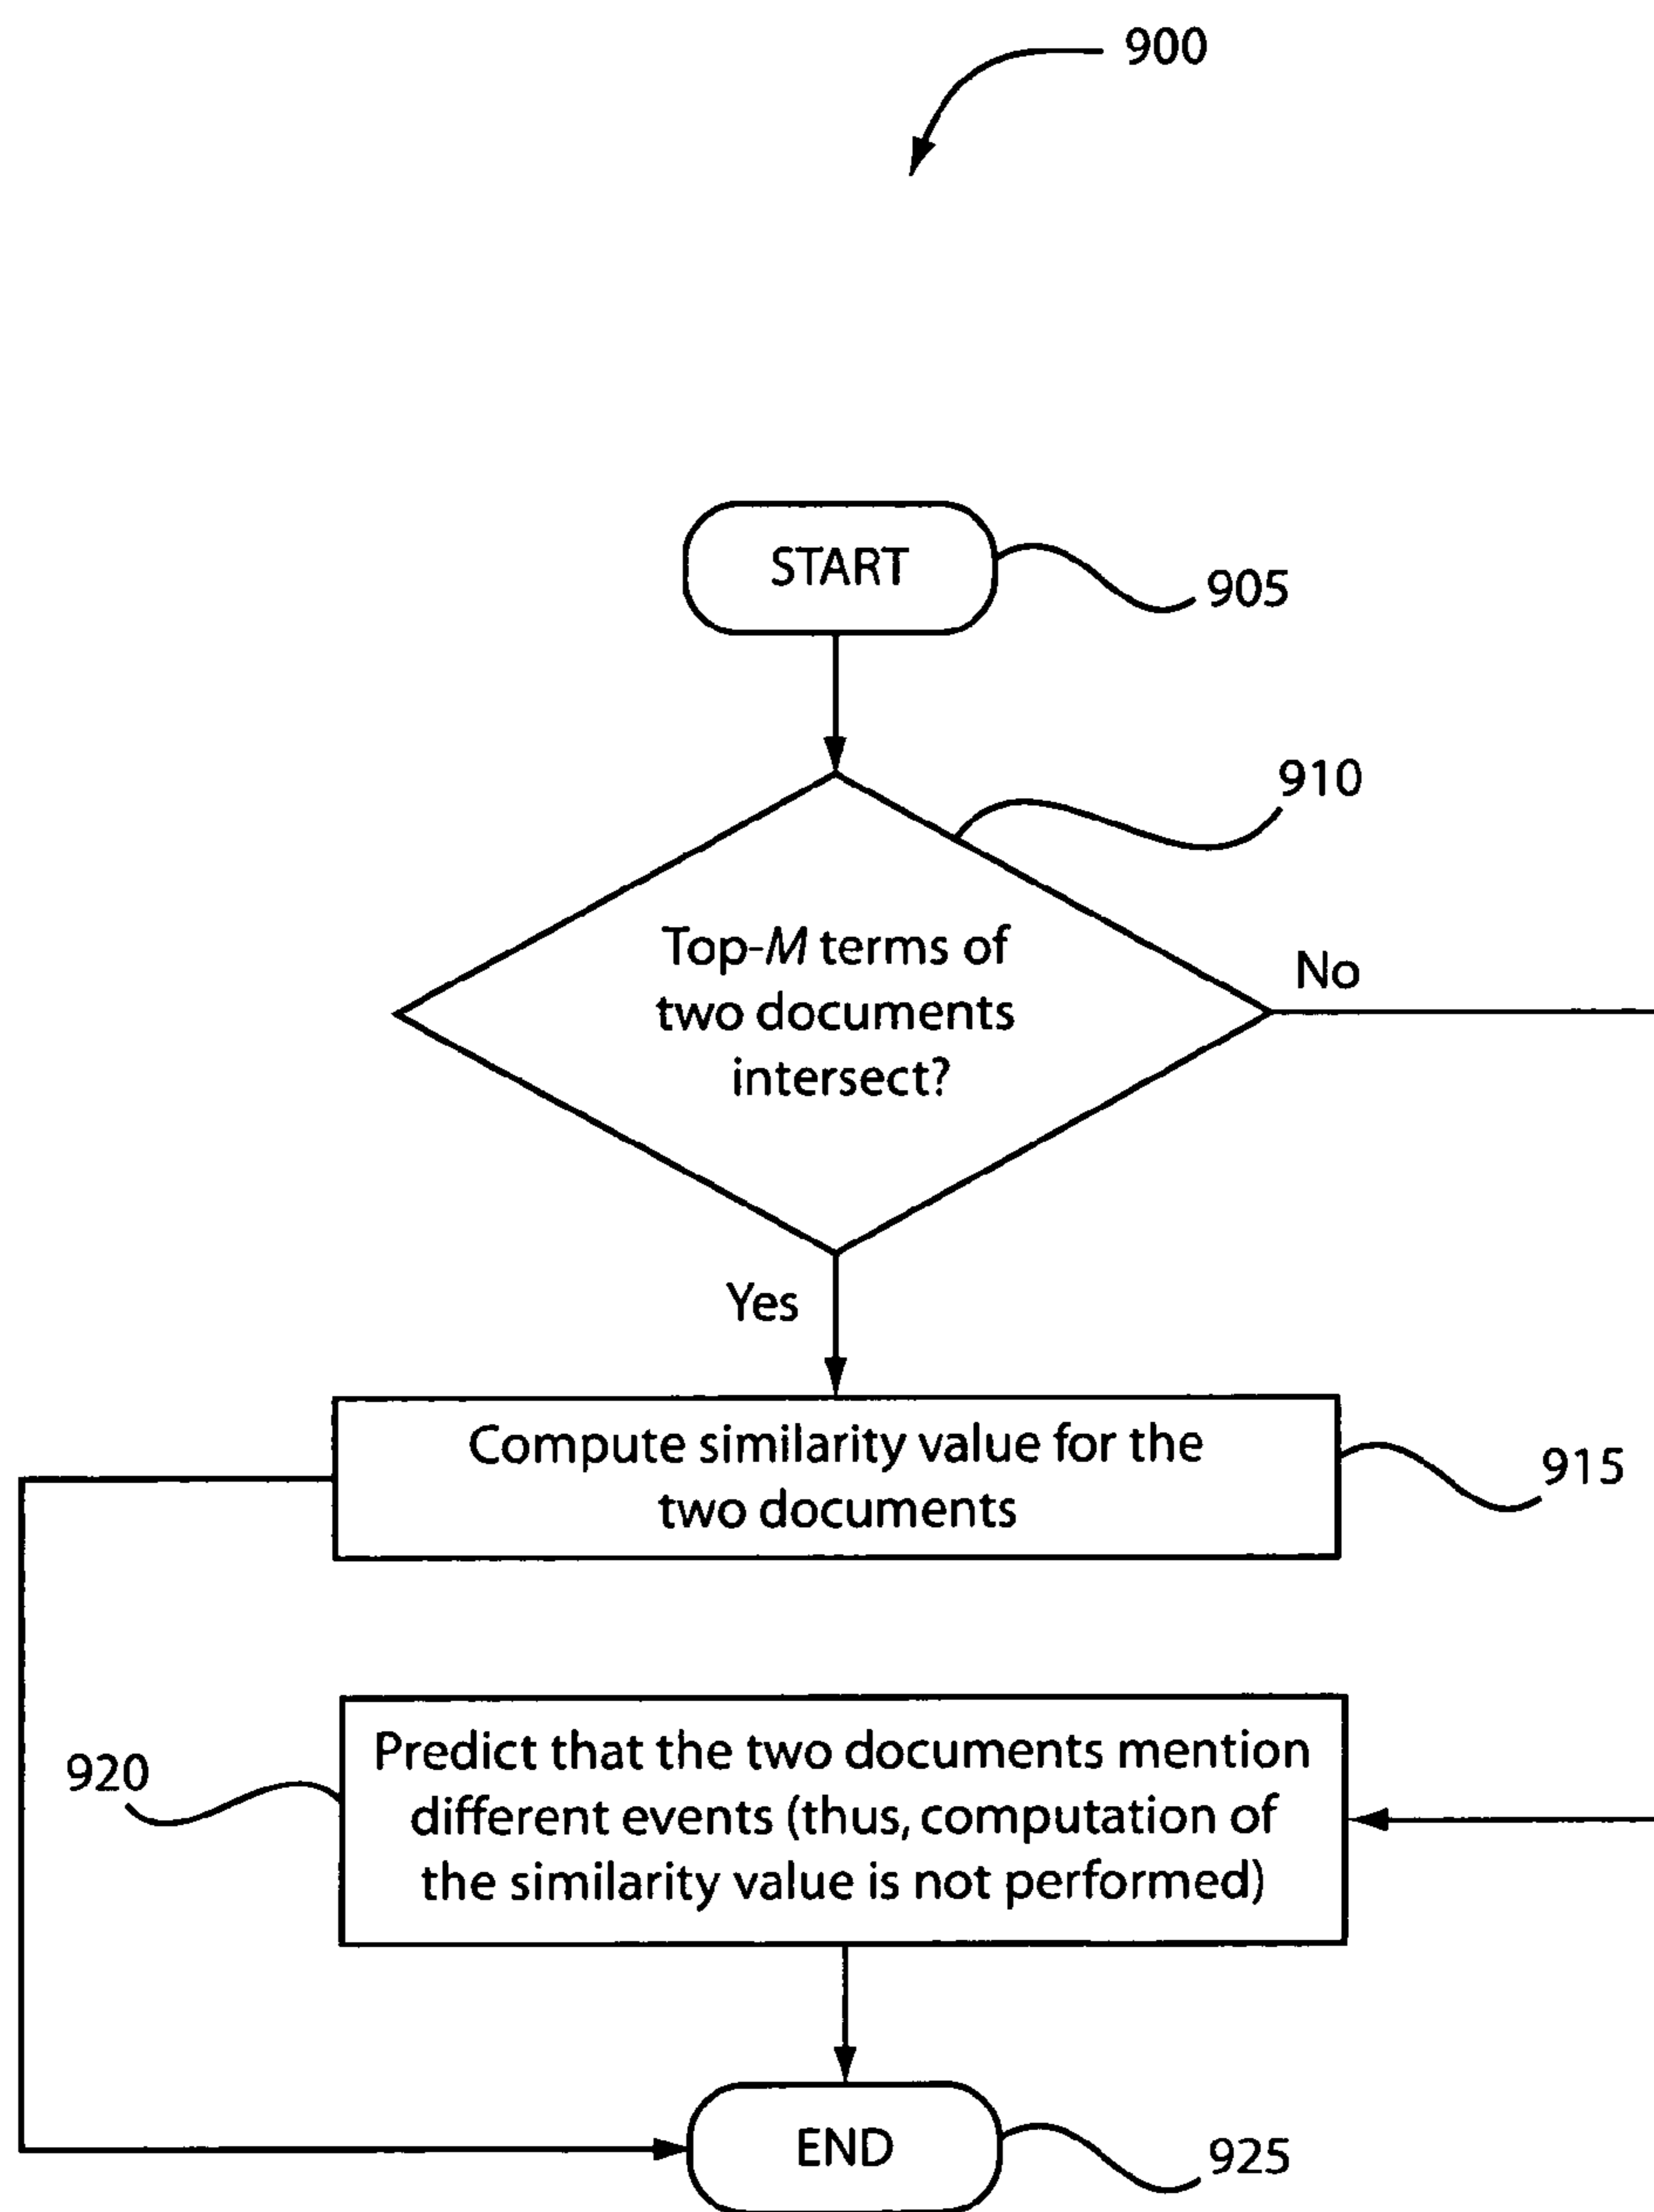 900
START
905
910
Top-M terms of
two documents
intersect?
No
Yes
Compute similarity value for the
two documents
915
920
Predict that the two documents mention
different events (thus, computation of
the similarity value is not performed)
END
925